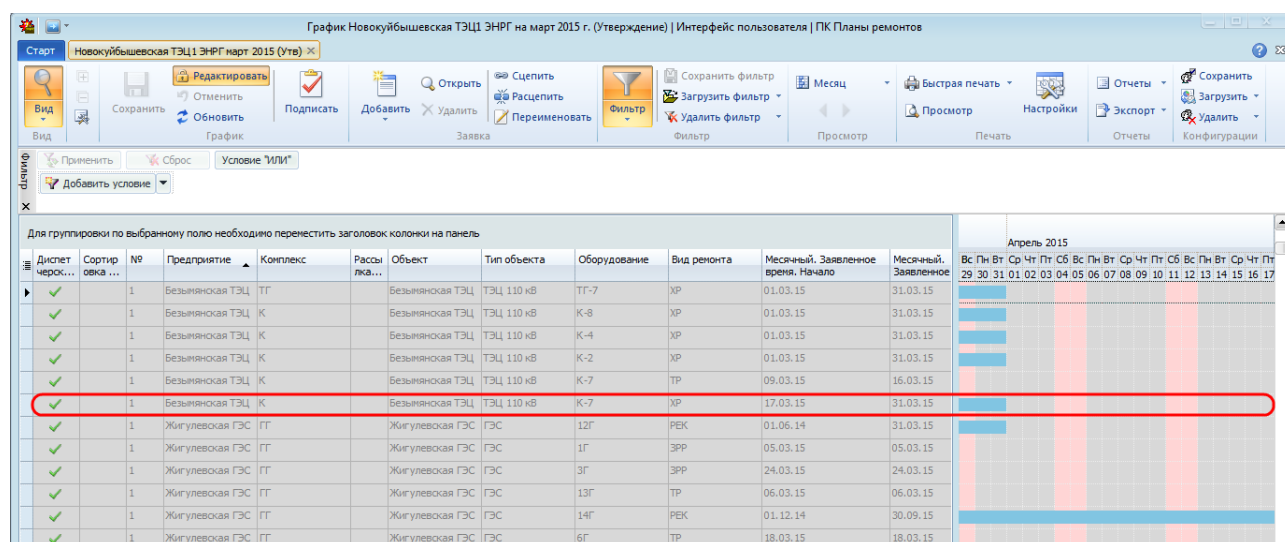 График Новокуйбышевская ТЭЦ1 ЭНРГ на март 2015 г. (Утверждение) | Интерфейс пользователя | ПК Планы ремонтов
Старт Новокуйбышевская ТЭЦ1 ЭНРГ март 2015 (Утв)
Редактировать Открыть Сцепить Сохранить фильтр Месяц Быстрая печать Отчеты Сохранить
Вид Сохранить Отменить Подписать Добавить Удалить Расцепить Фильтр Загрузить фильтр Просмотр Настройки Экспорт Загрузить
Обновить Переименовать Удалить фильтр Удалить
Вид График Заявка Фильтр Просмотр Печать Отчеты Конфигурации
Фильтр Применить Сброс Условие "ИЛИ"
Добавить условие
Для группировки по выбранному полю необходимо переместить заголовок колонки на панель
Апрель 2015
Диспет Сортир № Предприятие Комплекс Рассы Объект Тип объекта Оборудование Вид ремонта Месячный. Заявленное Месячный. Вс Пн Вт Ср Чт Пт Сб Вс Пн Вт Ср Чт Пт Сб Вс Пн Вт Ср Чт Пт
черск... овка ... лка... время. Начало Заявленное 29 30 31 01 02 03 04 05 06 07 08 09 10 11 12 13 14 15 16 17
1 Безымянская ТЭЦ ТГ Безымянская ТЭЦ ТЭЦ 110 кВ ТГ-7 ХР 01.03.15 31.03.15
1 Безымянская ТЭЦ К Безымянская ТЭЦ ТЭЦ 110 кВ К-8 ХР 01.03.15 31.03.15
1 Безымянская ТЭЦ К Безымянская ТЭЦ ТЭЦ 110 кВ К-4 ХР 01.03.15 31.03.15
1 Безымянская ТЭЦ К Безымянская ТЭЦ ТЭЦ 110 кВ К-2 ХР 01.03.15 31.03.15
1 Безымянская ТЭЦ К Безымянская ТЭЦ ТЭЦ 110 кВ К-7 ТР 09.03.15 16.03.15
1 Безымянская ТЭЦ К Безымянская ТЭЦ ТЭЦ 110 кВ К-7 ХР 17.03.15 31.03.15
1 Жигулевская ГЭС ГГ Жигулевская ГЭС ГЭС 12Г РЕК 01.06.14 31.03.15
1 Жигулевская ГЭС ГГ Жигулевская ГЭС ГЭС 1Г ЗРР 05.03.15 05.03.15
1 Жигулевская ГЭС ГГ Жигулевская ГЭС ГЭС 3Г ЗРР 24.03.15 24.03.15
1 Жигулевская ГЭС ГГ Жигулевская ГЭС ГЭС 13Г ТР 06.03.15 06.03.15
1 Жигулевская ГЭС ГГ Жигулевская ГЭС ГЭС 14Г РЕК 01.12.14 30.09.15
1 Жигулевская ГЭС ГГ Жигулевская ГЭС ГЭС 6Г ТР 18.03.15 18.03.15